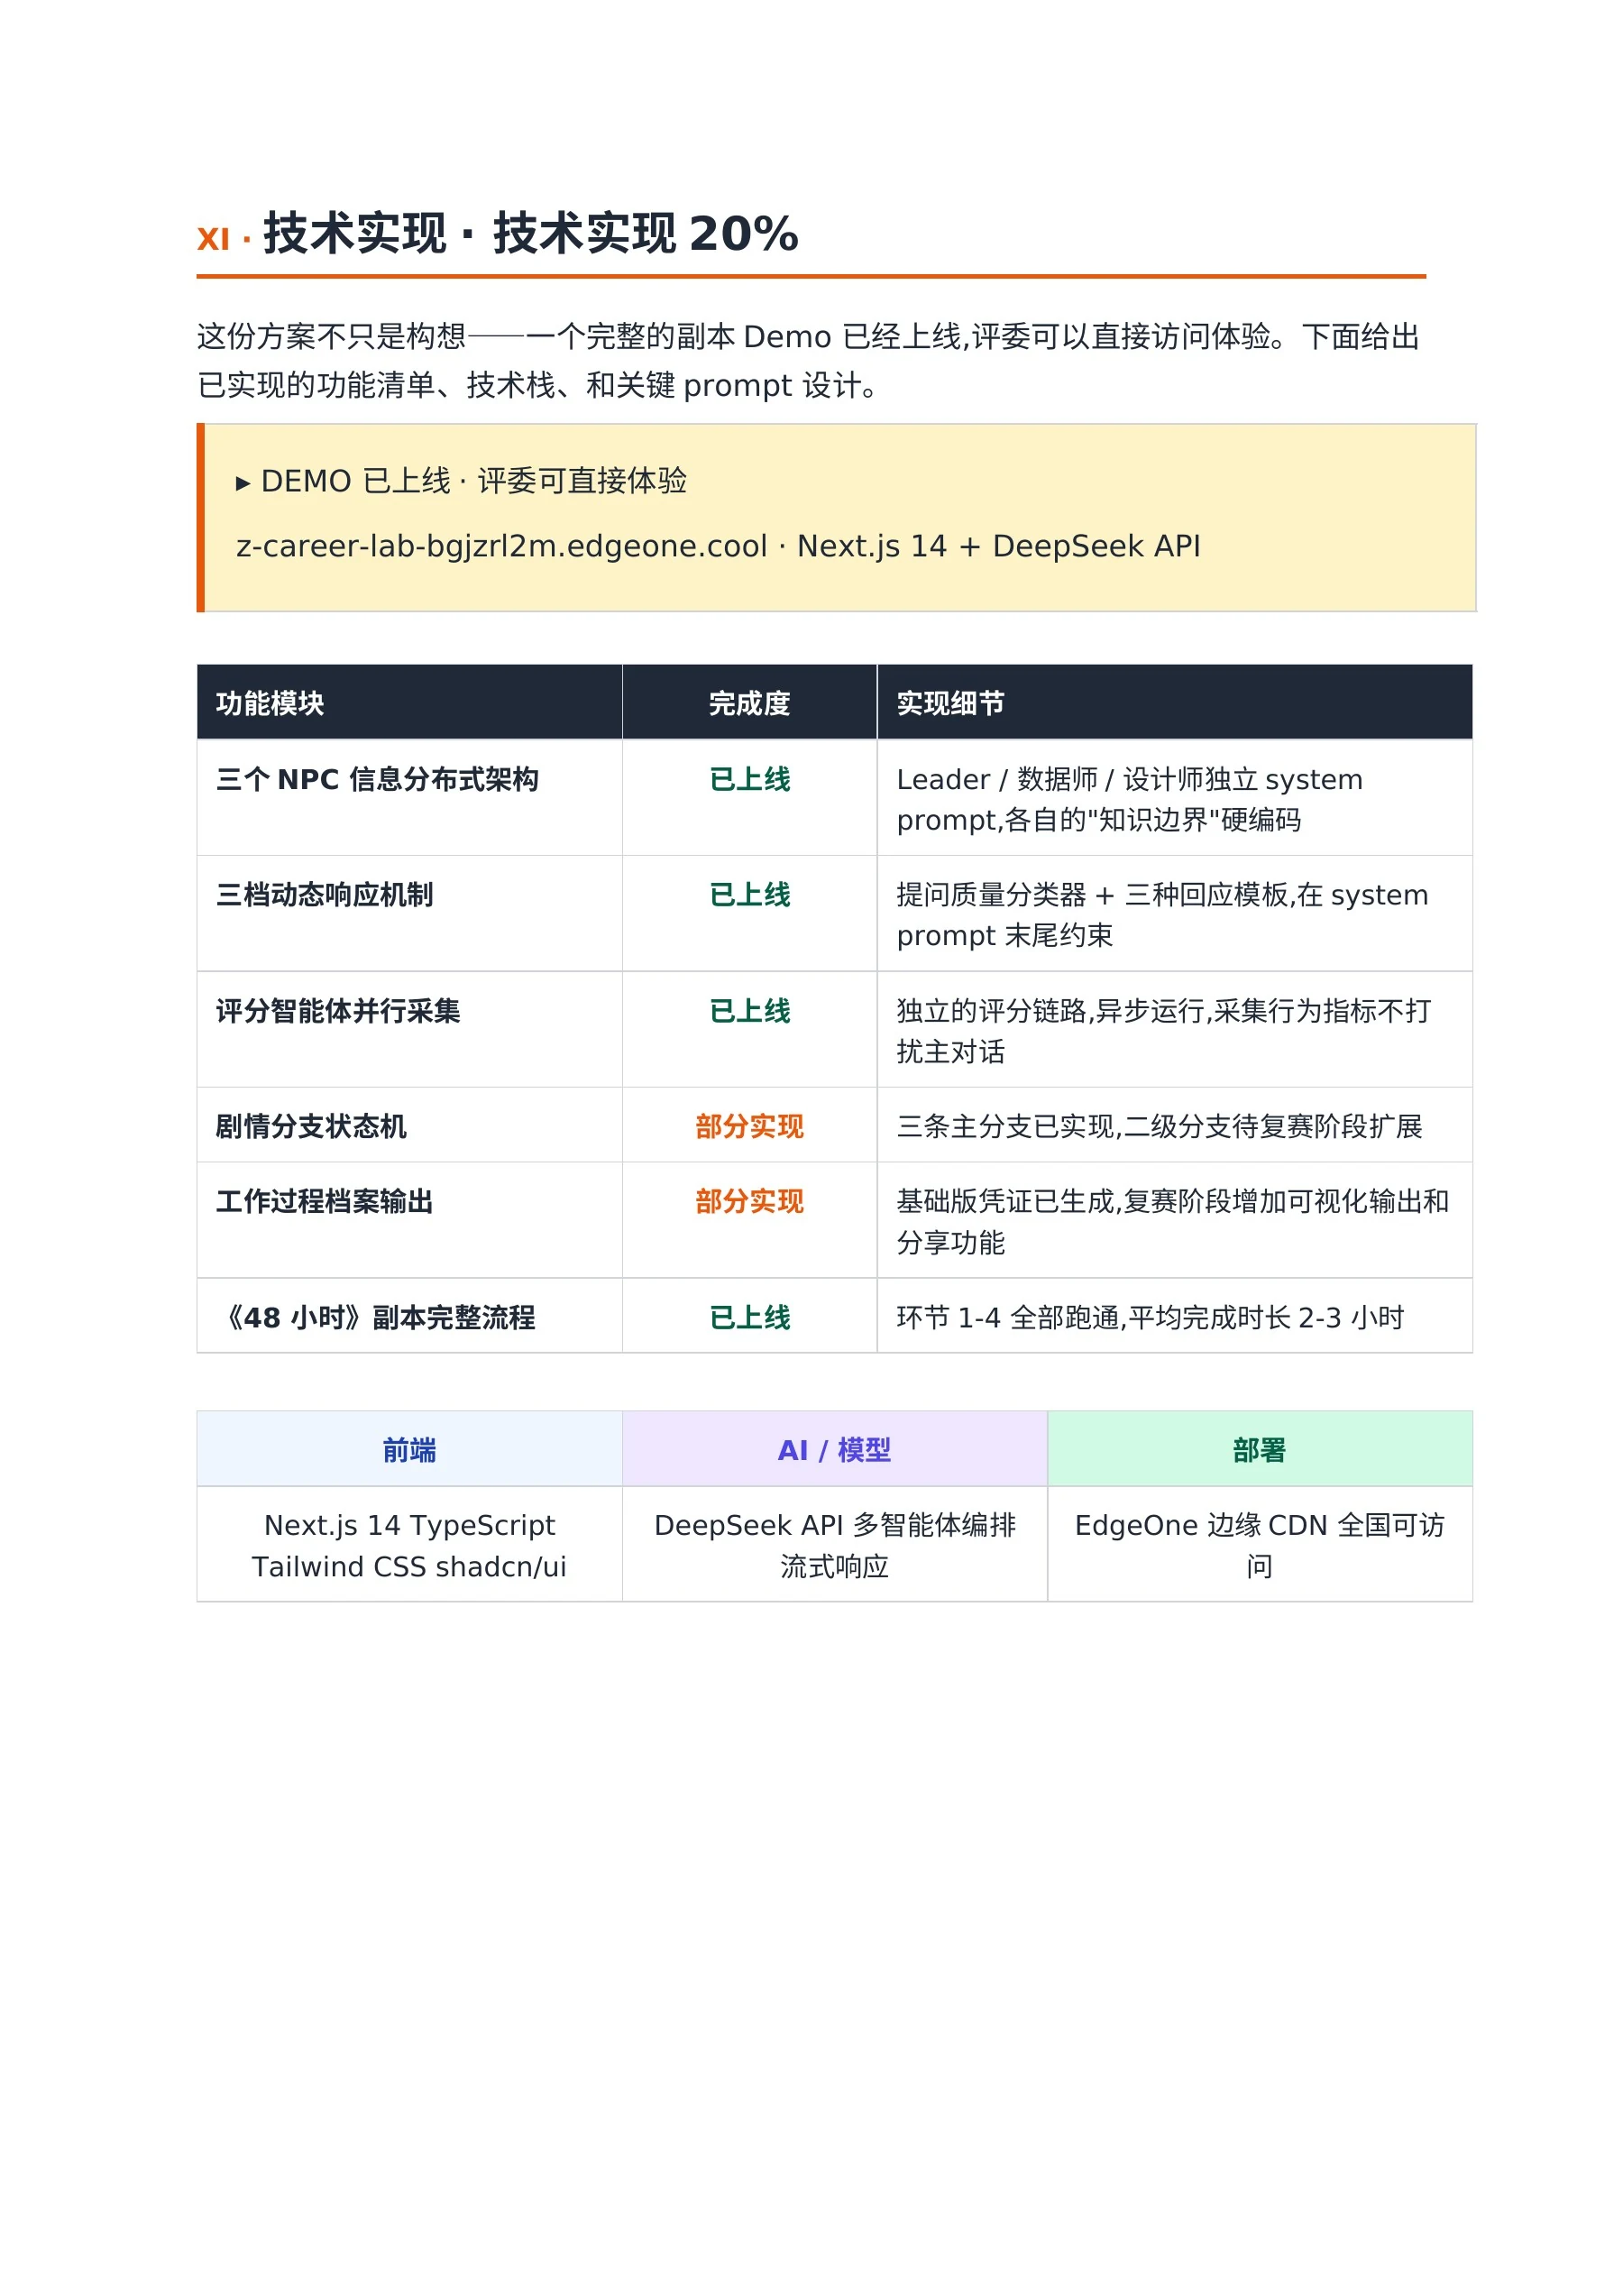 XI · 技术实现 · 技术实现 20%
这份方案不只是构想——一个完整的副本 Demo 已经上线,评委可以直接访问体验。下面给出
已实现的功能清单、技术栈、和关键 prompt 设计。
▸ DEMO 已上线 · 评委可直接体验
z-career-lab-bgjzrl2m.edgeone.cool · Next.js 14 + DeepSeek API
功能模块 完成度 实现细节
三个 NPC 信息分布式架构 已上线 Leader / 数据师 / 设计师独立 system
prompt,各自的"知识边界"硬编码
三档动态响应机制 已上线 提问质量分类器 + 三种回应模板,在 system
prompt 末尾约束
评分智能体并行采集 已上线 独立的评分链路,异步运行,采集行为指标不打
扰主对话
剧情分支状态机 部分实现 三条主分支已实现,二级分支待复赛阶段扩展
工作过程档案输出 部分实现 基础版凭证已生成,复赛阶段增加可视化输出和
分享功能
《48 小时》副本完整流程 已上线 环节 1-4 全部跑通,平均完成时长 2-3 小时
前端 AI / 模型 部署
Next.js 14 TypeScript DeepSeek API 多智能体编排 EdgeOne 边缘 CDN 全国可访
Tailwind CSS shadcn/ui 流式响应 问